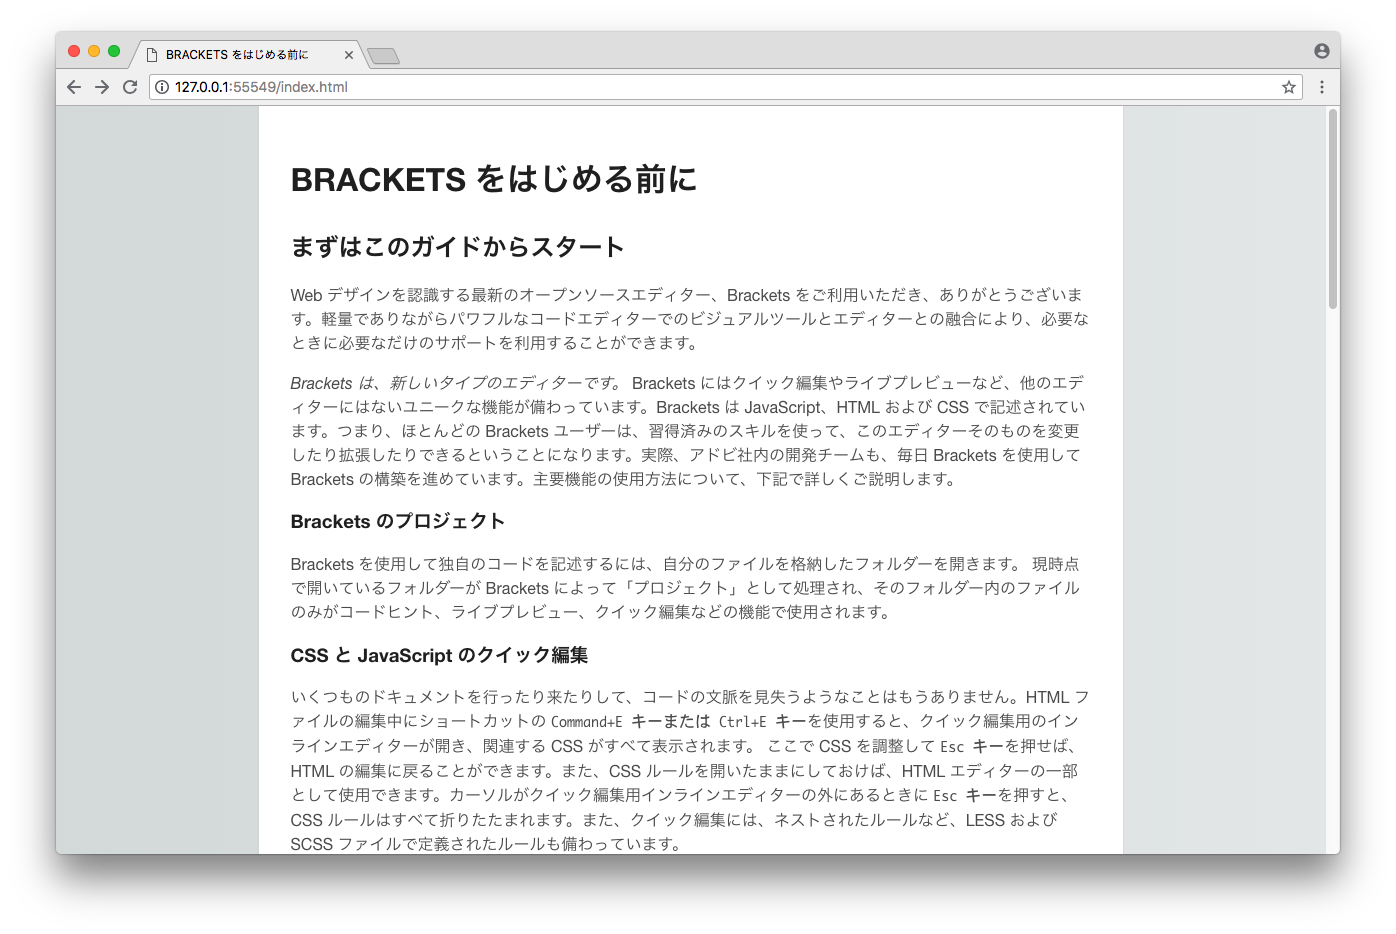 BRACKETS をはじめる前に
127.0.0.1:55549/index.html
BRACKETS をはじめる前に
まずはこのガイドからスタート
Web デザインを認識する最新のオープンソースエディター、Brackets をご利用いただき、ありがとうございま
す。軽量でありながらパワフルなコードエディターでのビジュアルツールとエディターとの融合により、必要な
ときに必要なだけのサポートを利用することができます。
Brackets は、新しいタイプのエディターです。 Brackets にはクイック編集やライブプレビューなど、他のエデ
ィターにはないユニークな機能が備わっています。Brackets は JavaScript、HTML および CSS で記述されてい
ます。つまり、ほとんどの Brackets ユーザーは、習得済みのスキルを使って、このエディターそのものを変更
したり拡張したりできるということになります。実際、アドビ社内の開発チームも、毎日 Brackets を使用して
Brackets の構築を進めています。主要機能の使用方法について、下記で詳しくご説明します。
Brackets のプロジェクト
Brackets を使用して独自のコードを記述するには、自分のファイルを格納したフォルダーを開きます。 現時点
で開いているフォルダーが Brackets によって「プロジェクト」として処理され、そのフォルダー内のファイル
のみがコードヒント、ライブプレビュー、クイック編集などの機能で使用されます。
CSS と JavaScript のクイック編集
いくつものドキュメントを行ったり来たりして、コードの文脈を見失うようなことはもうありません。HTML フ
ァイルの編集中にショートカットの Command+E キーまたは Ctrl+E キーを使用すると、クイック編集用のイン
ラインエディターが開き、関連する CSS がすべて表示されます。 ここで CSS を調整して Esc キーを押せば、
HTML の編集に戻ることができます。また、CSS ルールを開いたままにしておけば、HTML エディターの一部
として使用できます。カーソルがクイック編集用インラインエディターの外にあるときに Esc キーを押すと、
CSS ルールはすべて折りたたまれます。また、クイック編集には、ネストされたルールなど、LESS および
SCSS ファイルで定義されたルールも備わっています。